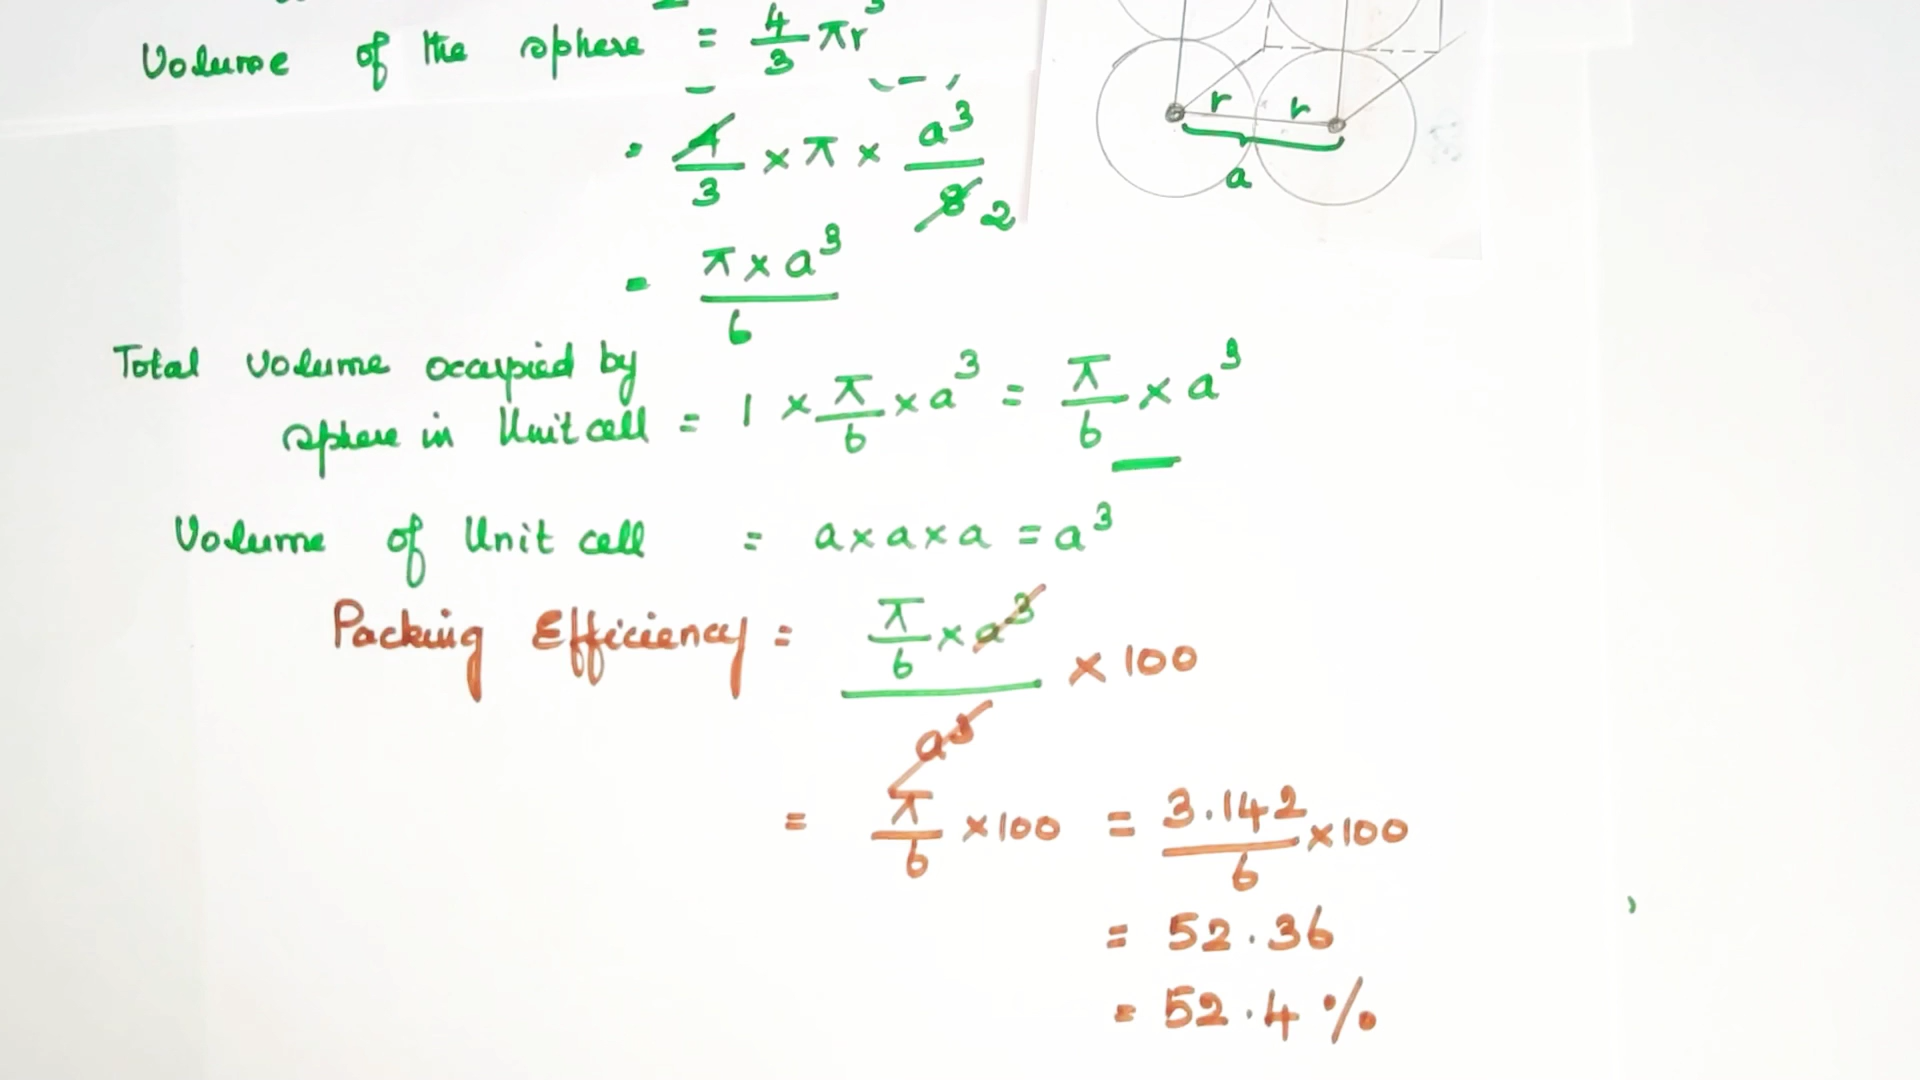 Volume of the sphere = 4/3 πr³
= 4/3 × π × a³/8 2
= π × a³/6
r r
a
Total volume occupied by
sphere in Unit cell = 1 × π/6 × a³ = π/6 × a³
Volume of Unit cell = a × a × a = a³
Packing Efficiency = (π/6 × a³)/a³ × 100
= π/6 × 100 = 3.142/6 × 100
= 52.36
= 52.4 %